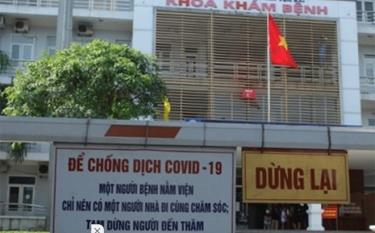 KHOA KHÁM BỆNH
ĐỂ CHỐNG DỊCH COVID -19
MỘT NGƯỜI BỆNH NẰM VIỆN
CHỈ NÊN CÓ MỘT NGƯỜI NHÀ ĐI CÙNG CHĂM SÓC;
TẠM DỪNG NGƯỜI ĐẾN THĂM
DỪNG LẠI